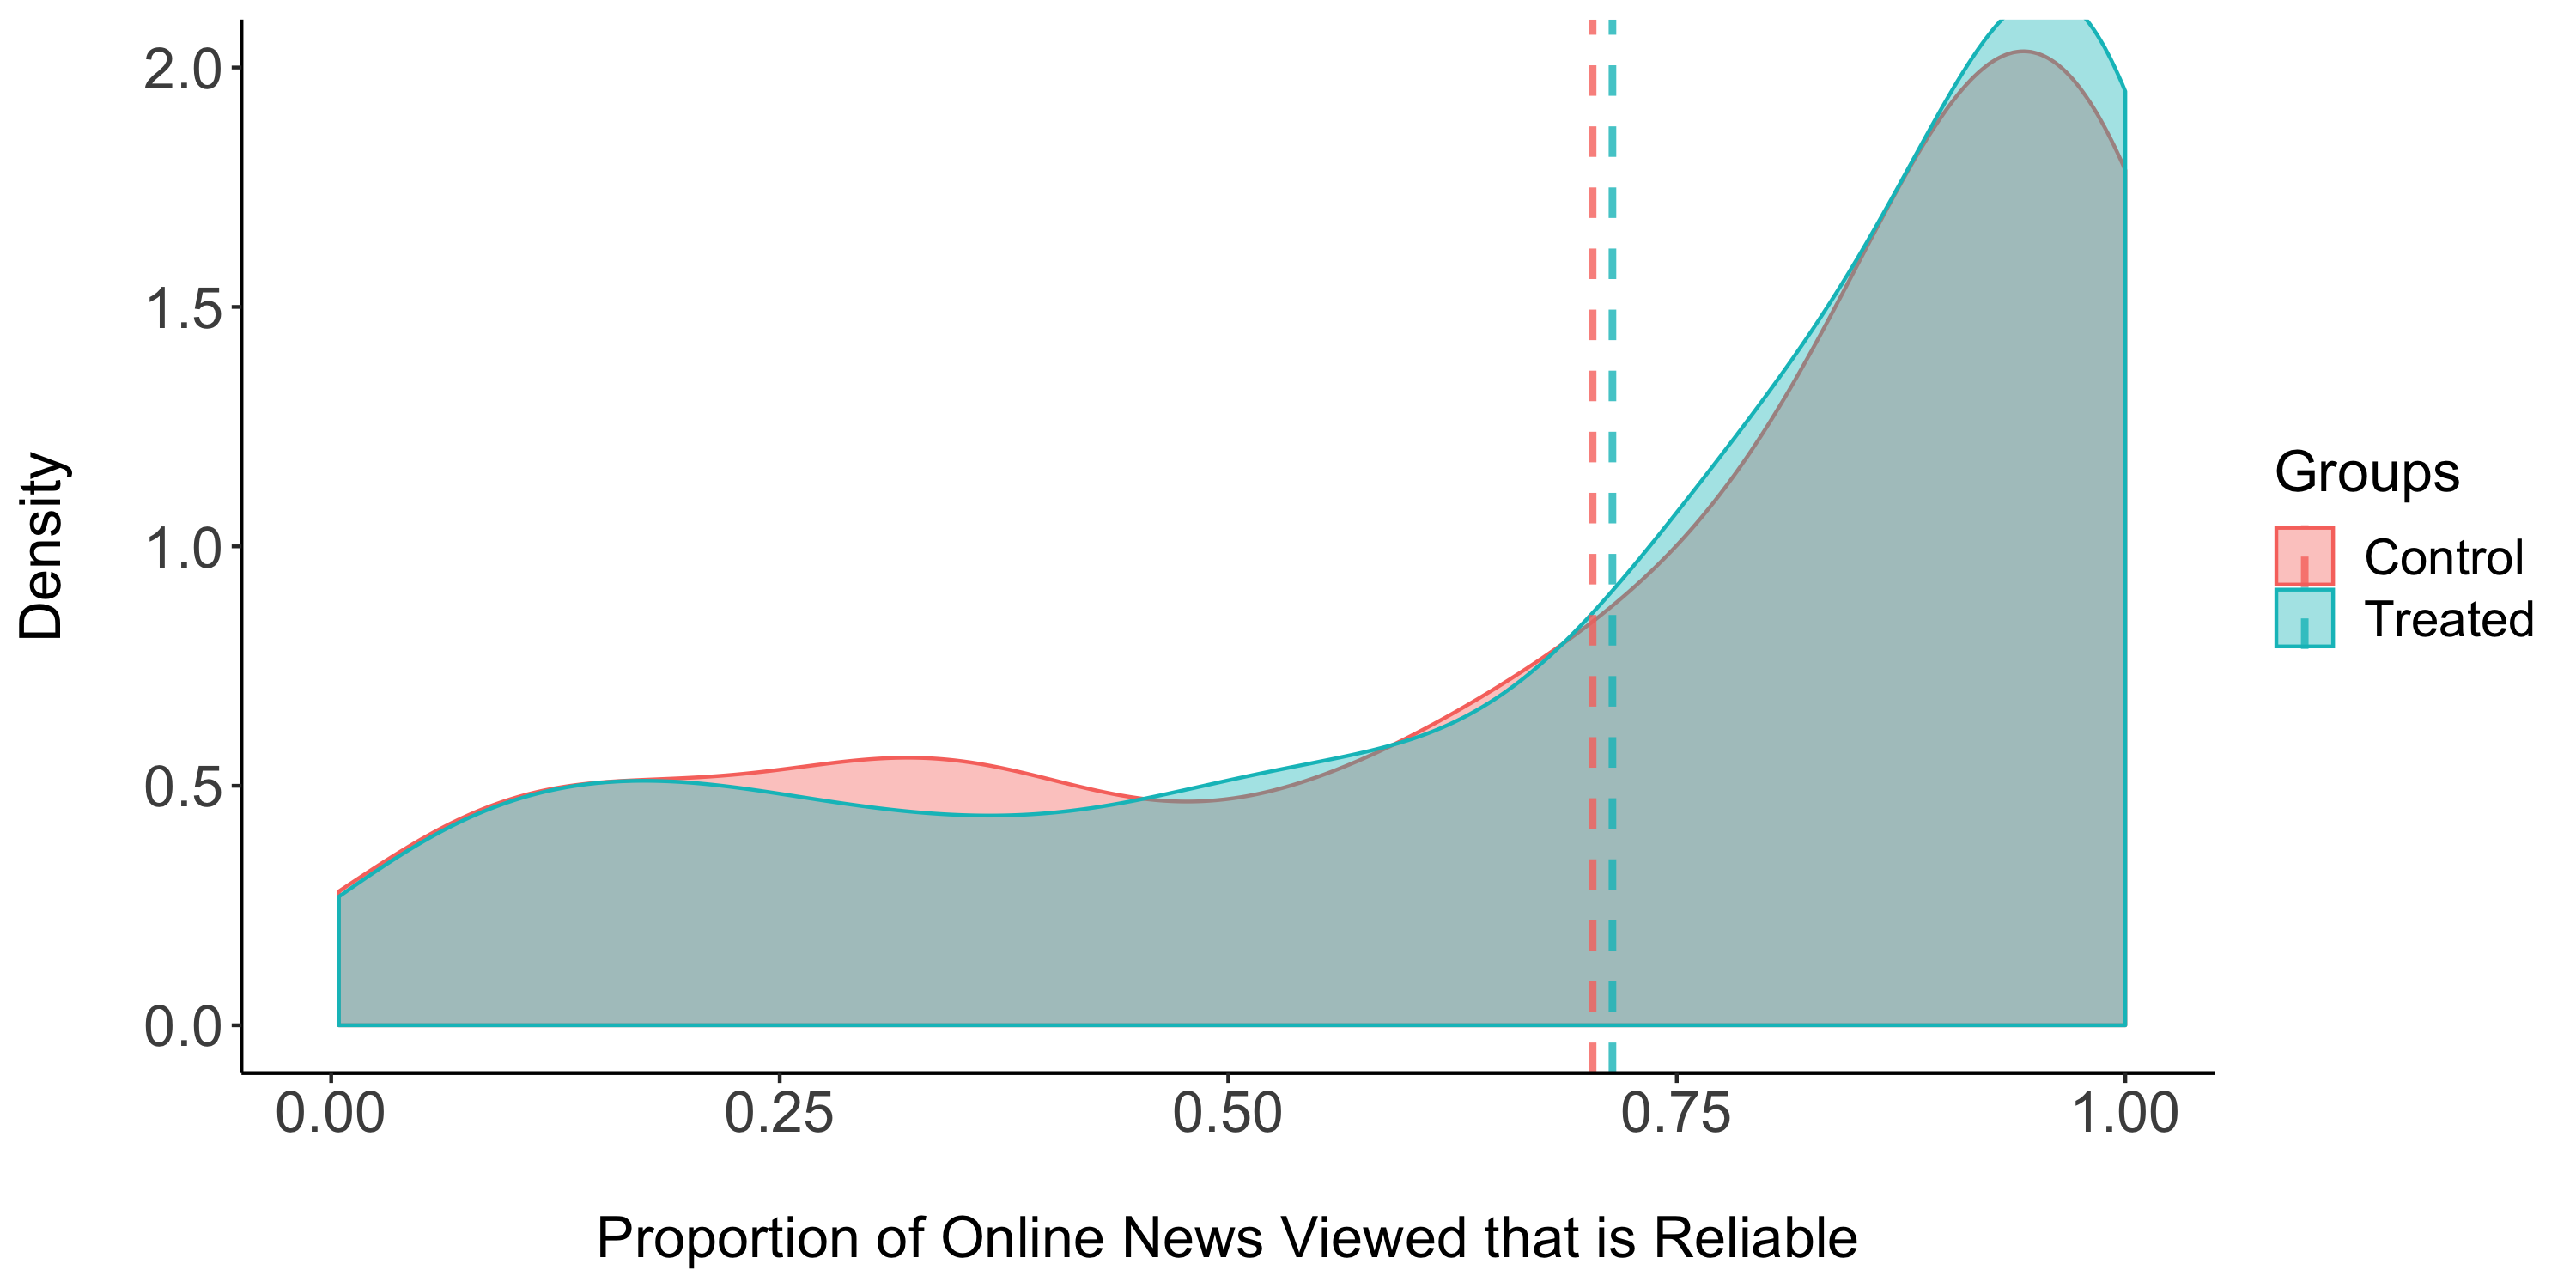 2.0
1.5
1.0
0.5
0.0
Density
0.00 0.25 0.50 0.75 1.00
Proportion of Online News Viewed that is Reliable
Groups
Control
Treated